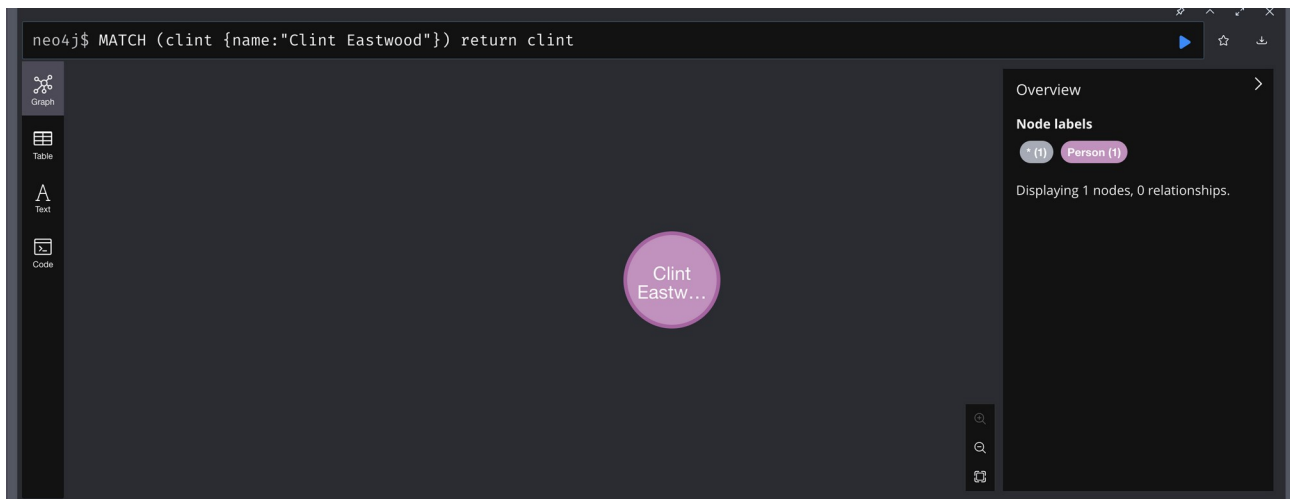 neo4j$ MATCH (clint {name:"Clint Eastwood"}) return clint
Graph
Table
A
Text
Code
Clint
Eastw...
Overview
Node labels
* (1) Person (1)
Displaying 1 nodes, 0 relationships.